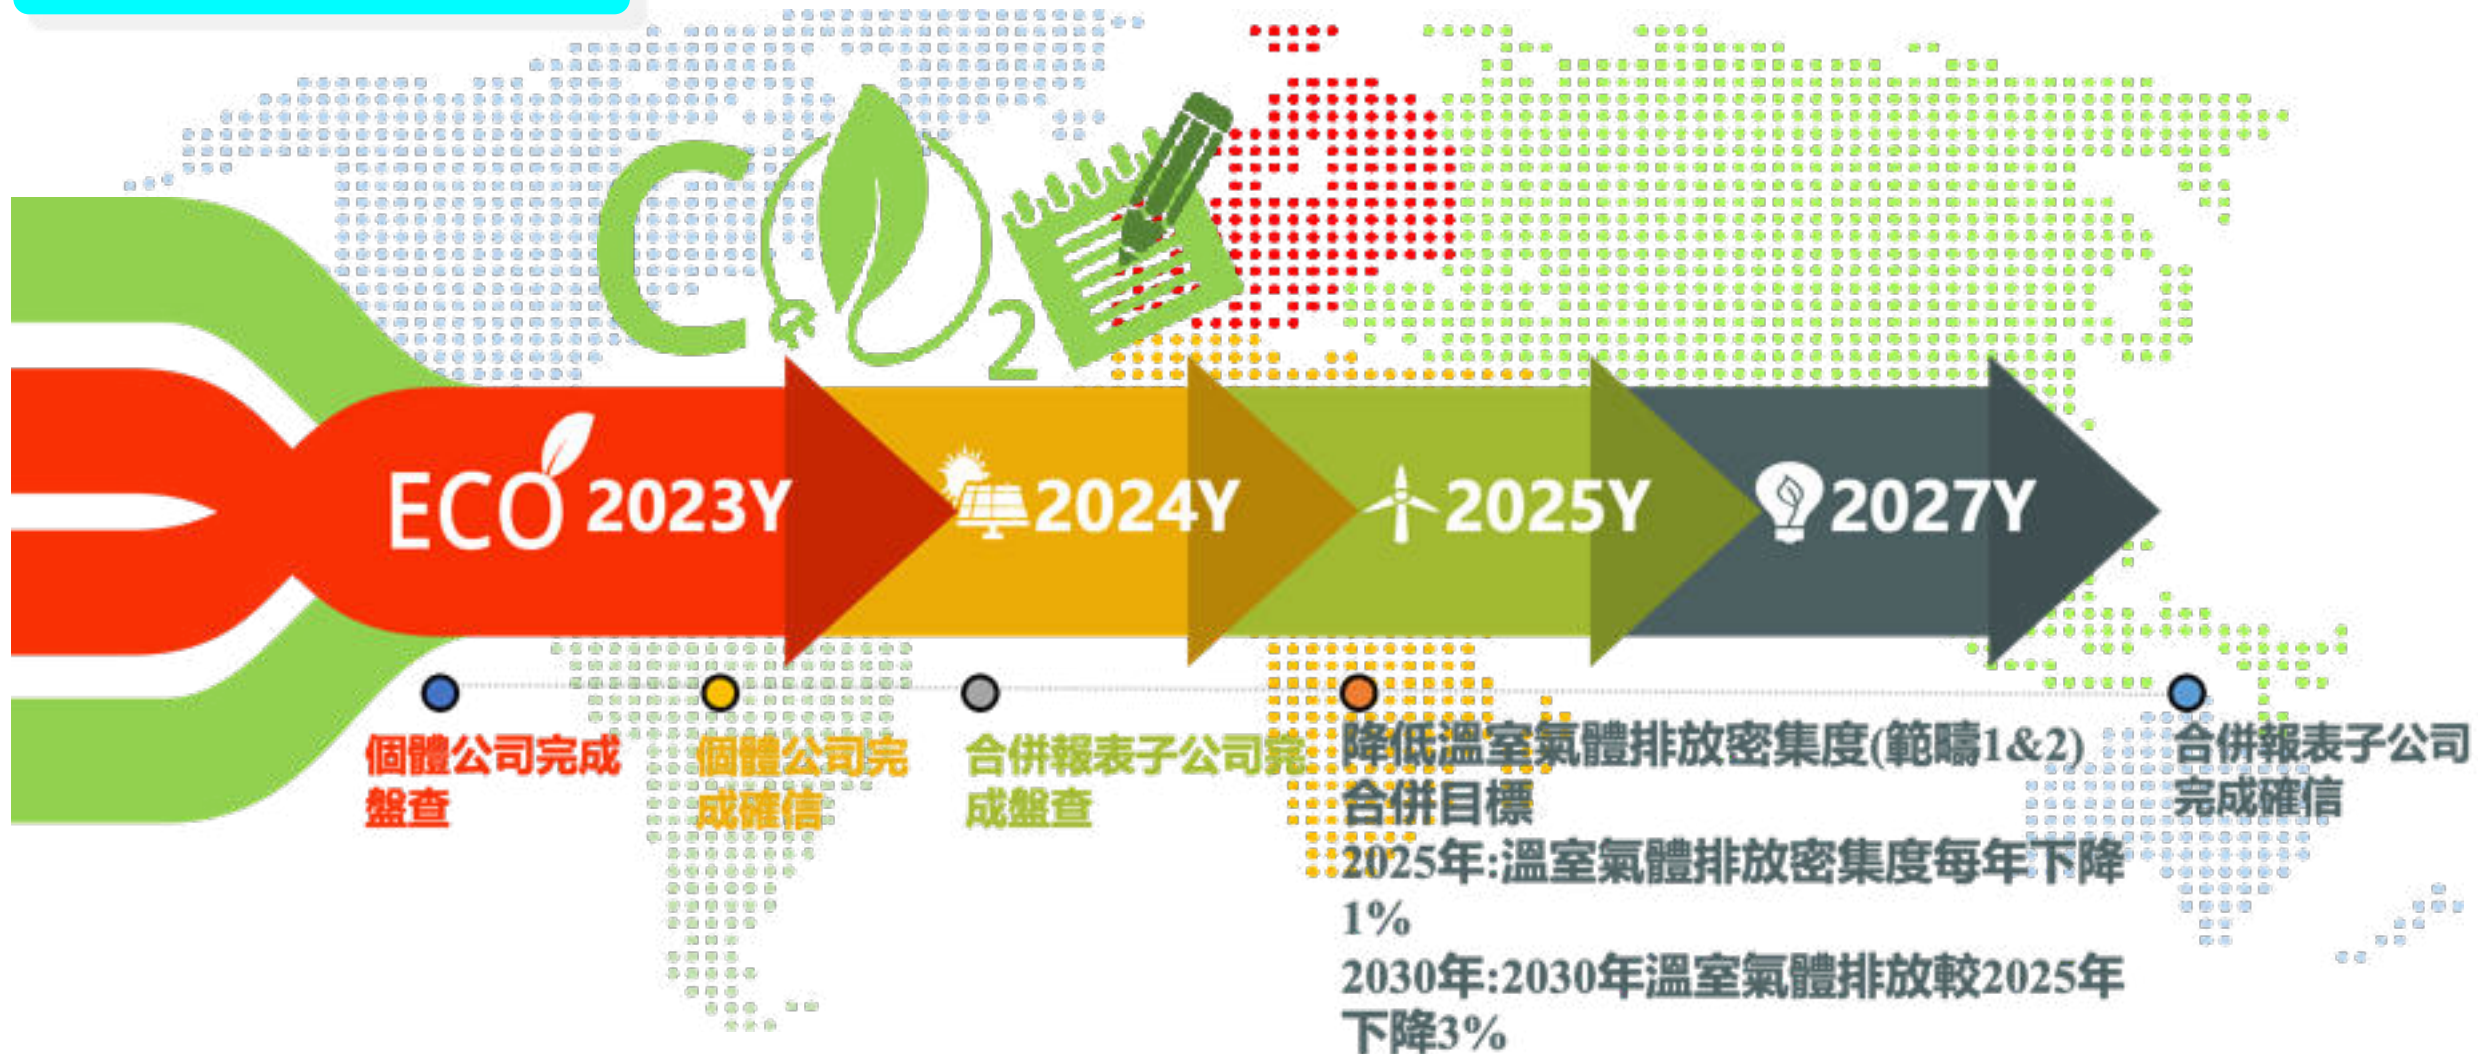 CO2
ECO 2023Y
2024Y
2025Y
2027Y
個體公司完成
盤查
個體公司完
成確信
合併報表子公司完
成盤查
降低溫室氣體排放密集度(範疇1&2)
合併目標
2025年:溫室氣體排放密集度每年下降
1%
2030年:2030年溫室氣體排放較2025年
下降3%
合併報表子公司
完成確信